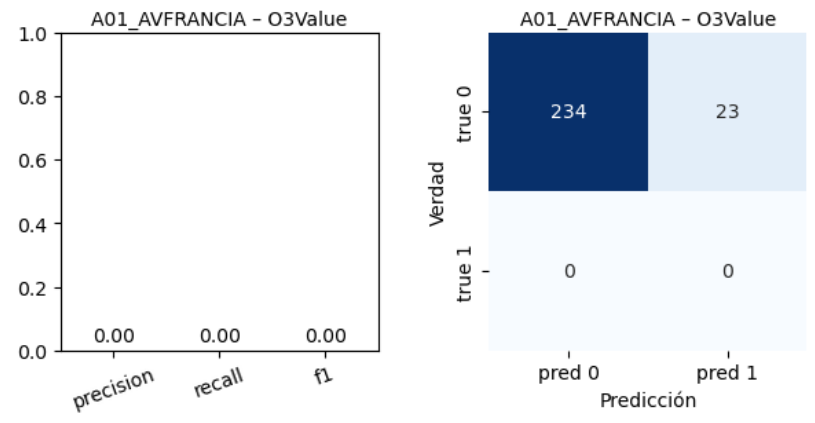 A01_AVFRANCIA – O3Value
1.0
0.8
0.6
0.4
0.2
0.0
0.00 0.00 0.00
precision recall f1
A01_AVFRANCIA – O3Value
Verdad
true 0
234 23
true 1
0 0
pred 0 pred 1
Predicción